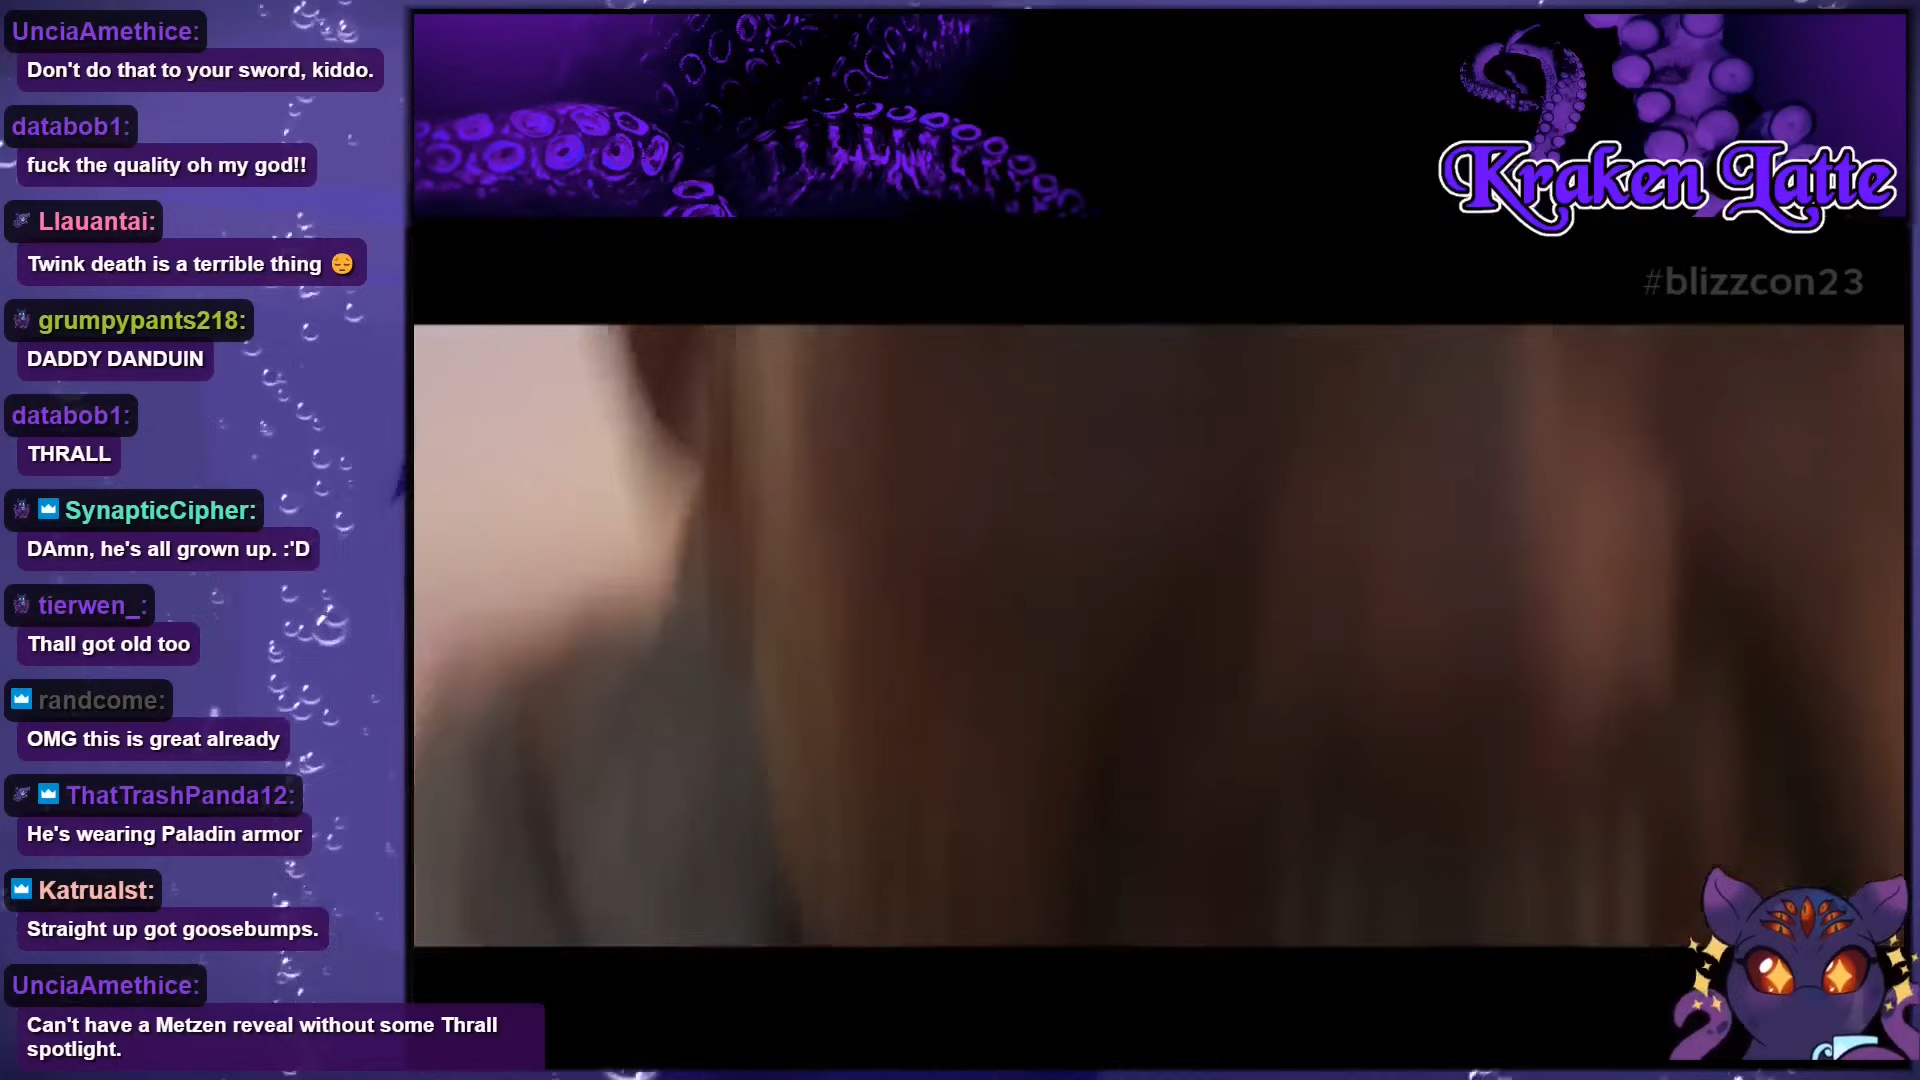 UnciaAmethice:
Don't do that to your sword, kiddo.
databob1:
fuck the quality oh my god!!
Llauantai:
Twink death is a terrible thing 😔
grumpypants218:
DADDY DANDUIN
databob1:
THRALL
SynapticCipher:
DAmn, he's all grown up. :'D
tierwen_:
Thall got old too
randcome:
OMG this is great already
ThatTrashPanda12:
He's wearing Paladin armor
Katrualst:
Straight up got goosebumps.
UnciaAmethice:
Can't have a Metzen reveal without some Thrall
spotlight.
Kraken Latte
#blizzcon23